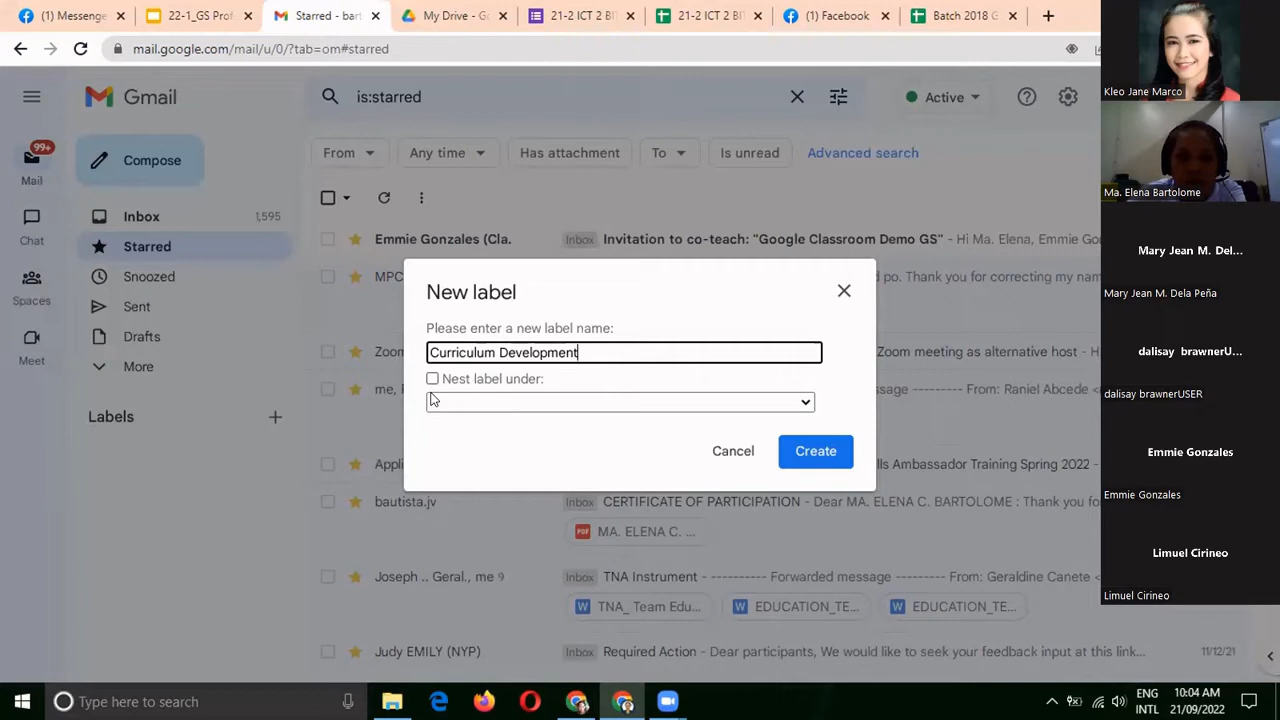 (1) Messenge
22-1_GS Prof
Starred - bart
My Drive - Go
21-2 ICT 2 BIT
21-2 ICT 2 BIT
(1) Facebook
Batch 2018 G
mail.google.com/mail/u/0/?tab=om#starred
Gmail
is:starred
Active
From
Any time
Has attachment
To
Is unread
Advanced search
99+
Mail
Chat
Spaces
Meet
Compose
Inbox 1,595
Starred
Snoozed
Sent
Drafts
More
Labels
Emmie Gonzales (Cla. Inbox Invitation to co-teach: "Google Classroom Demo GS" - Hi Ma. Elena, Emmie Go
MPC d po. Thank you for correcting my name
Zoom Zoom meeting as alternative host - H
me, R warded message --------- From: Raniel Abcede <
Appli lls Ambassador Training Spring 2022 -
bautista.jv Inbox CERTIFICATE OF PARTICIPATION - Dear MA. ELENA C. BARTOLOME : Thank you fo
MA. ELENA C. ...
Joseph .. Geral., me 9 Inbox TNA Instrument - ---------- Forwarded message --------- From: Geraldine Canete <
TNA_ Team Edu...
EDUCATION_TE...
EDUCATION_TE...
Judy EMILY (NYP) Inbox Required Action - Dear participants, We would like to seek your feedback input at this link... 11/12/21
New label
Please enter a new label name:
Curriculum Development
Nest label under:
Cancel
Create
Kleo Jane Marco
Ma. Elena Bartolome
Mary Jean M. Del...
Mary Jean M. Dela Peña
dalisay brawnerU...
dalisay brawnerUSER
Emmie Gonzales
Emmie Gonzales
Limuel Cirineo
Limuel Cirineo
Type here to search
ENG
INTL
10:04 AM
21/09/2022